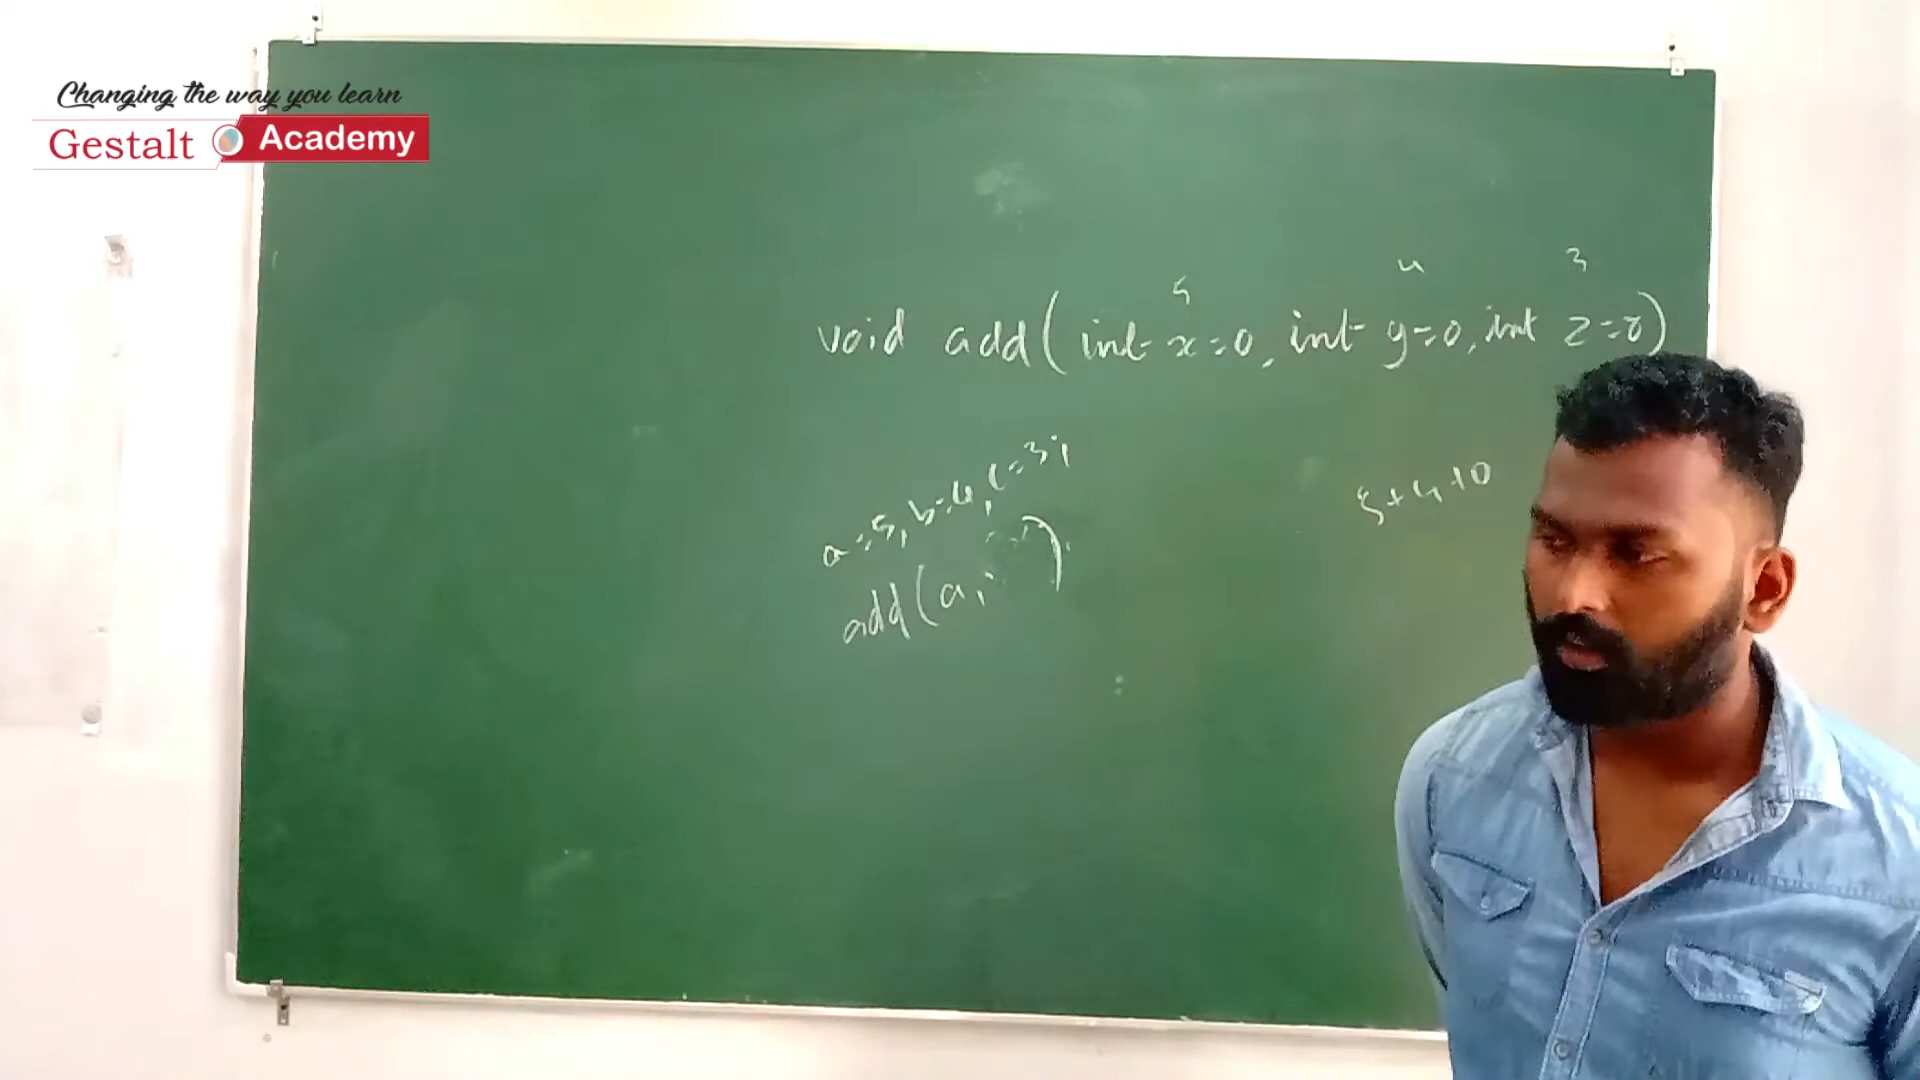 Changing the way you learn
Gestalt Academy
5 4 3
void add(int x=0, int y=0, int z=0)
a=5, b=4, c=3;
5+4+0
add(a, )